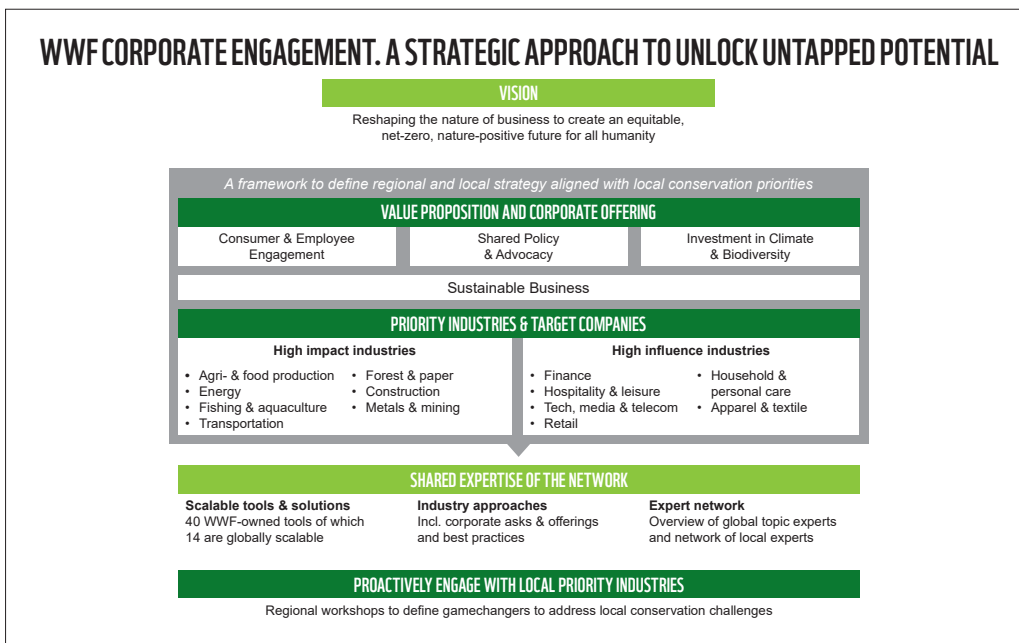 WWF CORPORATE ENGAGEMENT. A STRATEGIC APPROACH TO UNLOCK UNTAPPED POTENTIAL
VISION
Reshaping the nature of business to create an equitable,
net-zero, nature-positive future for all humanity
A framework to define regional and local strategy aligned with local conservation priorities
VALUE PROPOSITION AND CORPORATE OFFERING
Consumer & Employee
Engagement
Shared Policy
& Advocacy
Investment in Climate
& Biodiversity
Sustainable Business
PRIORITY INDUSTRIES & TARGET COMPANIES
High impact industries
• Agri- & food production
• Energy
• Fishing & aquaculture
• Transportation
• Forest & paper
• Construction
• Metals & mining
High influence industries
• Finance
• Hospitality & leisure
• Tech, media & telecom
• Retail
• Household &
personal care
• Apparel & textile
SHARED EXPERTISE OF THE NETWORK
Scalable tools & solutions
40 WWF-owned tools of which
14 are globally scalable
Industry approaches
Incl. corporate asks & offerings
and best practices
Expert network
Overview of global topic experts
and network of local experts
PROACTIVELY ENGAGE WITH LOCAL PRIORITY INDUSTRIES
Regional workshops to define gamechangers to address local conservation challenges